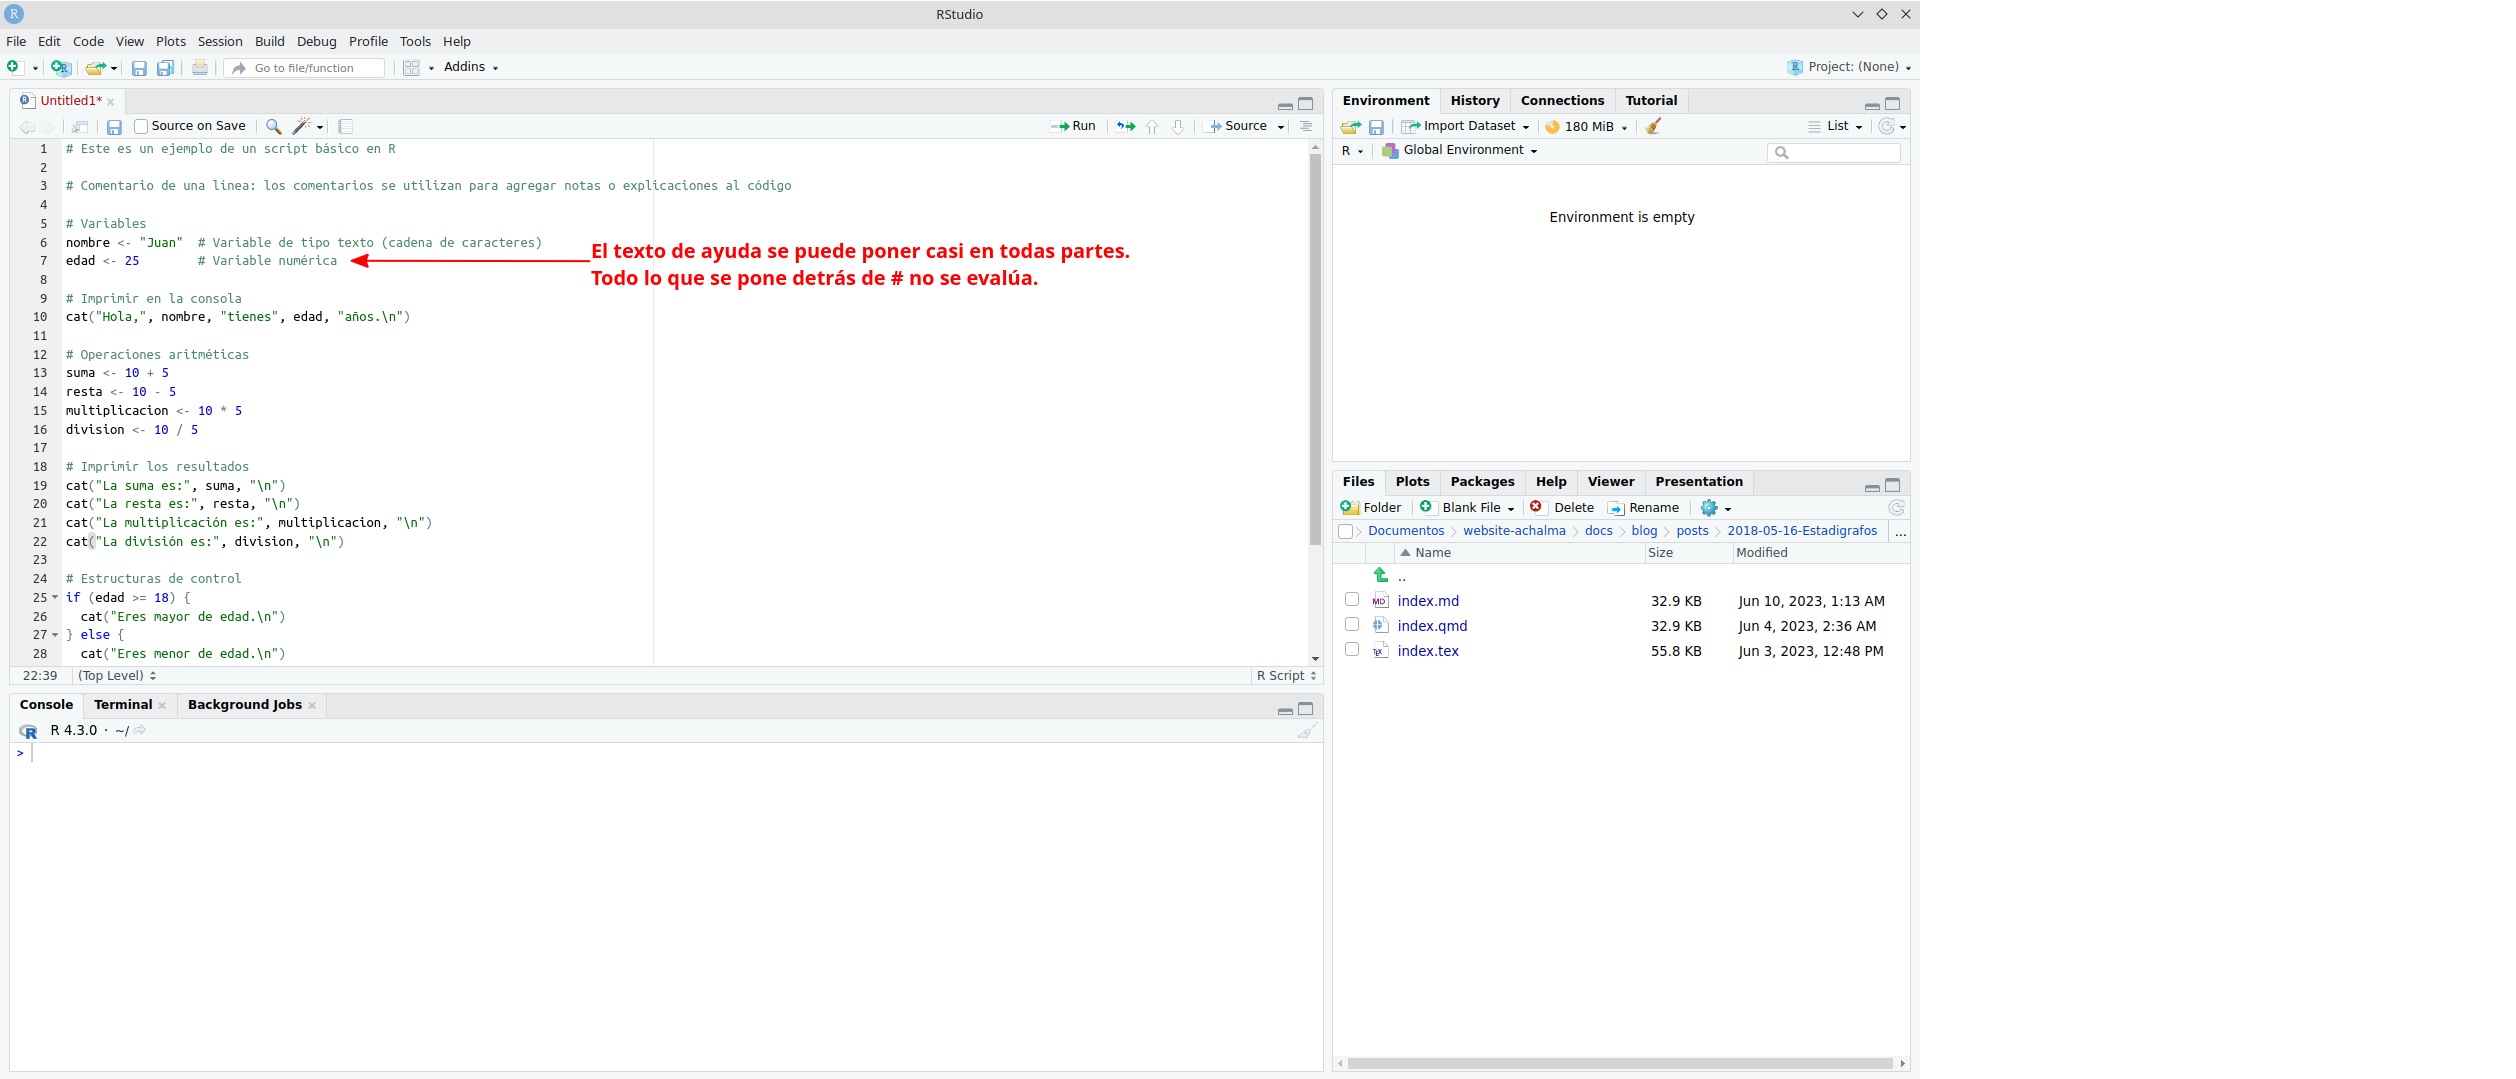 RStudio
File Edit Code View Plots Session Build Debug Profile Tools Help
Go to file/function Addins Project: (None)
Untitled1*
Source on Save Run Source
1 # Este es un ejemplo de un script básico en R
2
3 # Comentario de una línea: los comentarios se utilizan para agregar notas o explicaciones al código
4
5 # Variables
6 nombre <- "Juan"  # Variable de tipo texto (cadena de caracteres)
7 edad <- 25        # Variable numérica
El texto de ayuda se puede poner casi en todas partes.
Todo lo que se pone detrás de # no se evalúa.
8
9 # Imprimir en la consola
10 cat("Hola,", nombre, "tienes", edad, "años.\n")
11
12 # Operaciones aritméticas
13 suma <- 10 + 5
14 resta <- 10 - 5
15 multiplicacion <- 10 * 5
16 division <- 10 / 5
17
18 # Imprimir los resultados
19 cat("La suma es:", suma, "\n")
20 cat("La resta es:", resta, "\n")
21 cat("La multiplicación es:", multiplicacion, "\n")
22 cat("La división es:", division, "\n")
23
24 # Estructuras de control
25 if (edad >= 18) {
26   cat("Eres mayor de edad.\n")
27 } else {
28   cat("Eres menor de edad.\n")
22:39 (Top Level) R Script
Console Terminal Background Jobs
R 4.3.0 · ~/
>
Environment History Connections Tutorial
Import Dataset 180 MiB List
R Global Environment
Environment is empty
Files Plots Packages Help Viewer Presentation
Folder Blank File Delete Rename
Documentos website-achalma docs blog posts 2018-05-16-Estadigrafos ...
Name Size Modified
..
index.md 32.9 KB Jun 10, 2023, 1:13 AM
index.qmd 32.9 KB Jun 4, 2023, 2:36 AM
index.tex 55.8 KB Jun 3, 2023, 12:48 PM